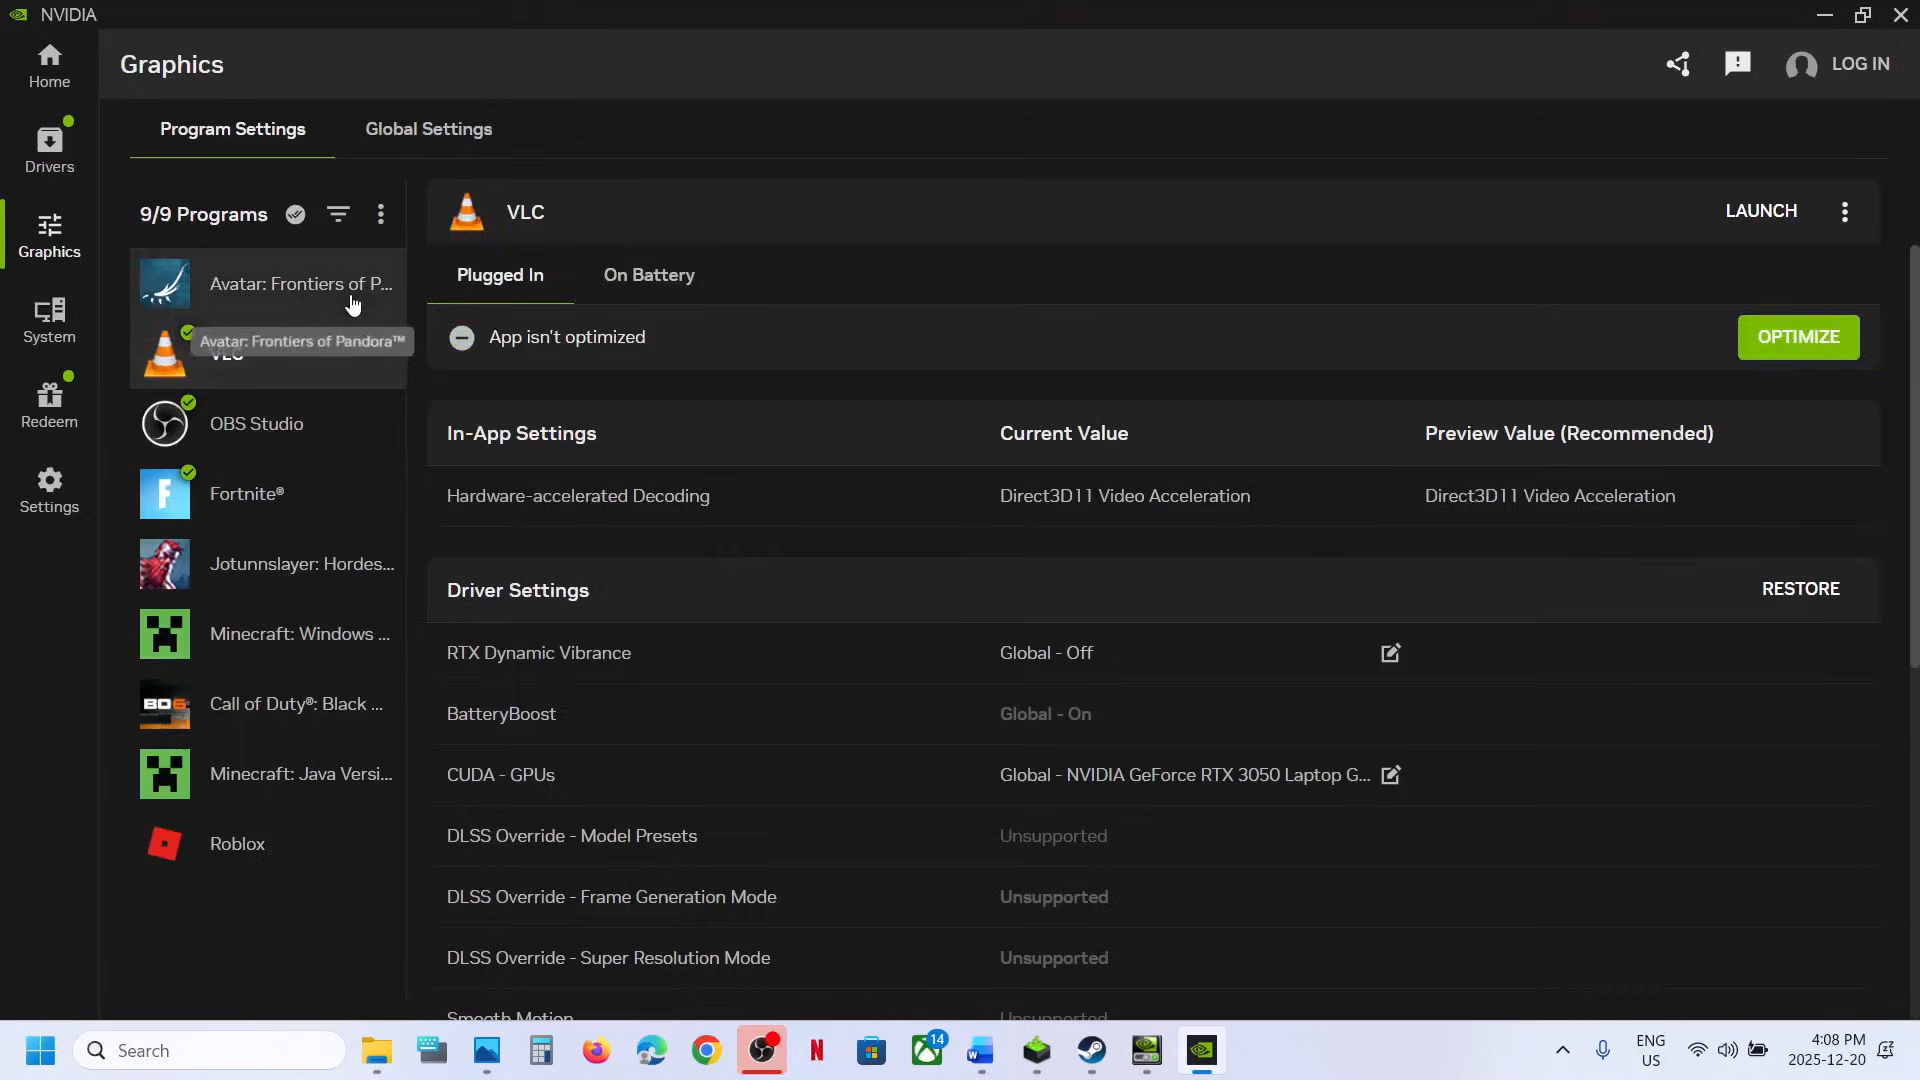 NVIDIA
Home
Drivers
Graphics
System
Redeem
Settings
Graphics
LOG IN
Program Settings
Global Settings
9/9 Programs
Avatar: Frontiers of P...
Avatar: Frontiers of Pandora™
VLC
OBS Studio
Fortnite®
Jotunnslayer: Hordes...
Minecraft: Windows ...
BO6
Call of Duty®: Black ...
Minecraft: Java Versi...
Roblox
VLC
LAUNCH
Plugged In
On Battery
App isn't optimized
OPTIMIZE
In-App Settings
Current Value
Preview Value (Recommended)
Hardware-accelerated Decoding
Direct3D11 Video Acceleration
Direct3D11 Video Acceleration
Driver Settings
RESTORE
RTX Dynamic Vibrance
Global - Off
BatteryBoost
Global - On
CUDA - GPUs
Global - NVIDIA GeForce RTX 3050 Laptop G...
DLSS Override - Model Presets
Unsupported
DLSS Override - Frame Generation Mode
Unsupported
DLSS Override - Super Resolution Mode
Unsupported
Smooth Motion
Unsupported
Search
14
ENG
US
4:08 PM
2025-12-20